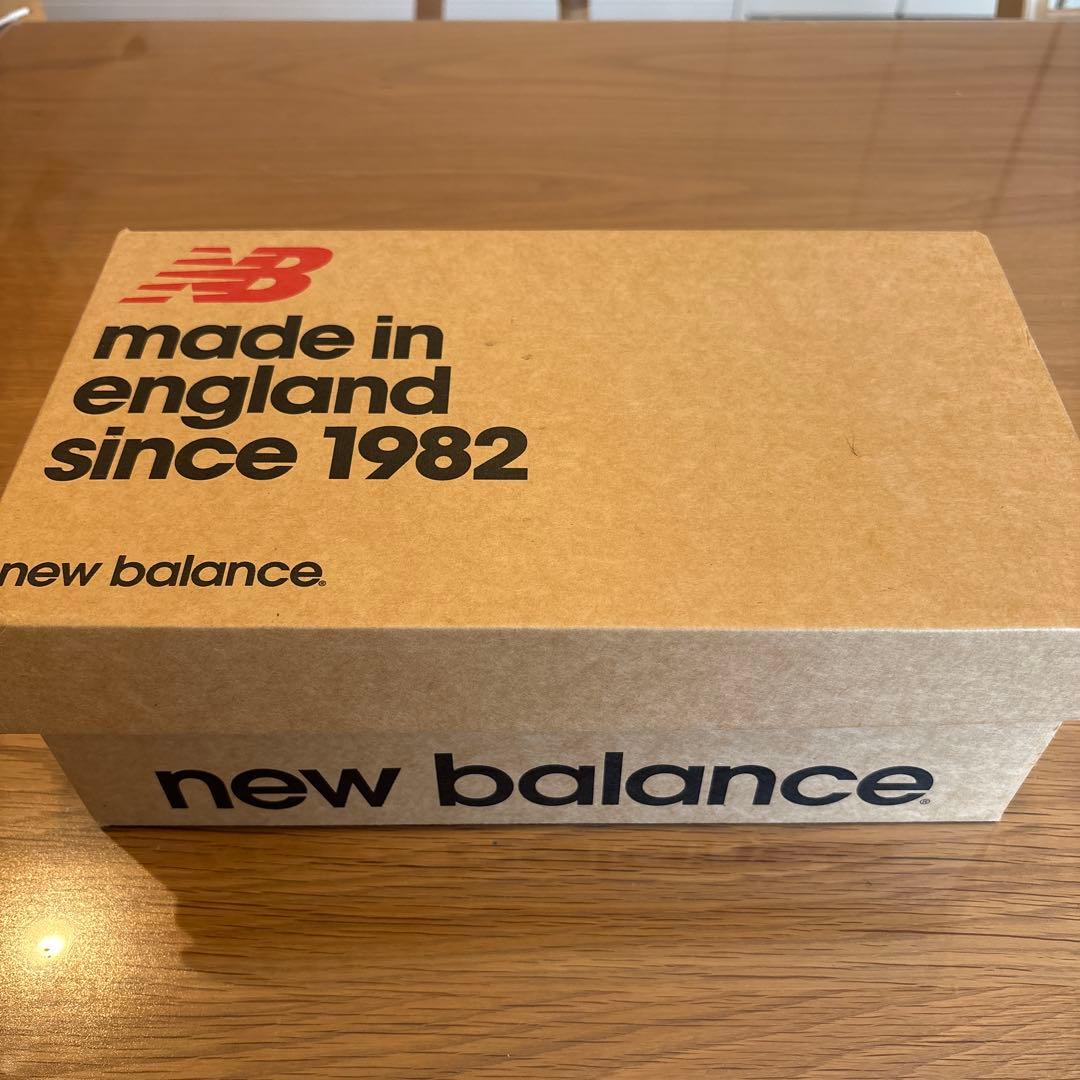 NB
made in
england
since 1982
new balance®
new balance®